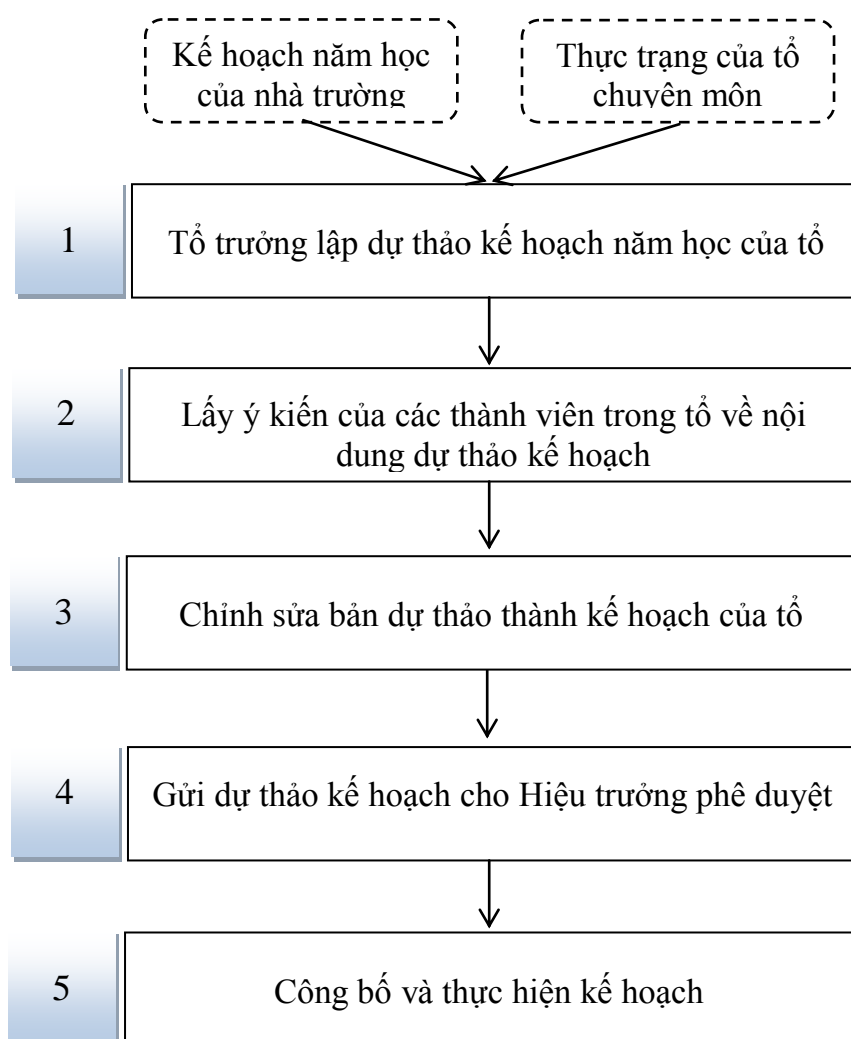 Kế hoạch năm học
của nhà trường
Thực trạng của tổ
chuyên môn
1
Tổ trưởng lập dự thảo kế hoạch năm học của tổ
2
Lấy ý kiến của các thành viên trong tổ về nội
dung dự thảo kế hoạch
3
Chỉnh sửa bản dự thảo thành kế hoạch của tổ
4
Gửi dự thảo kế hoạch cho Hiệu trưởng phê duyệt
5
Công bố và thực hiện kế hoạch